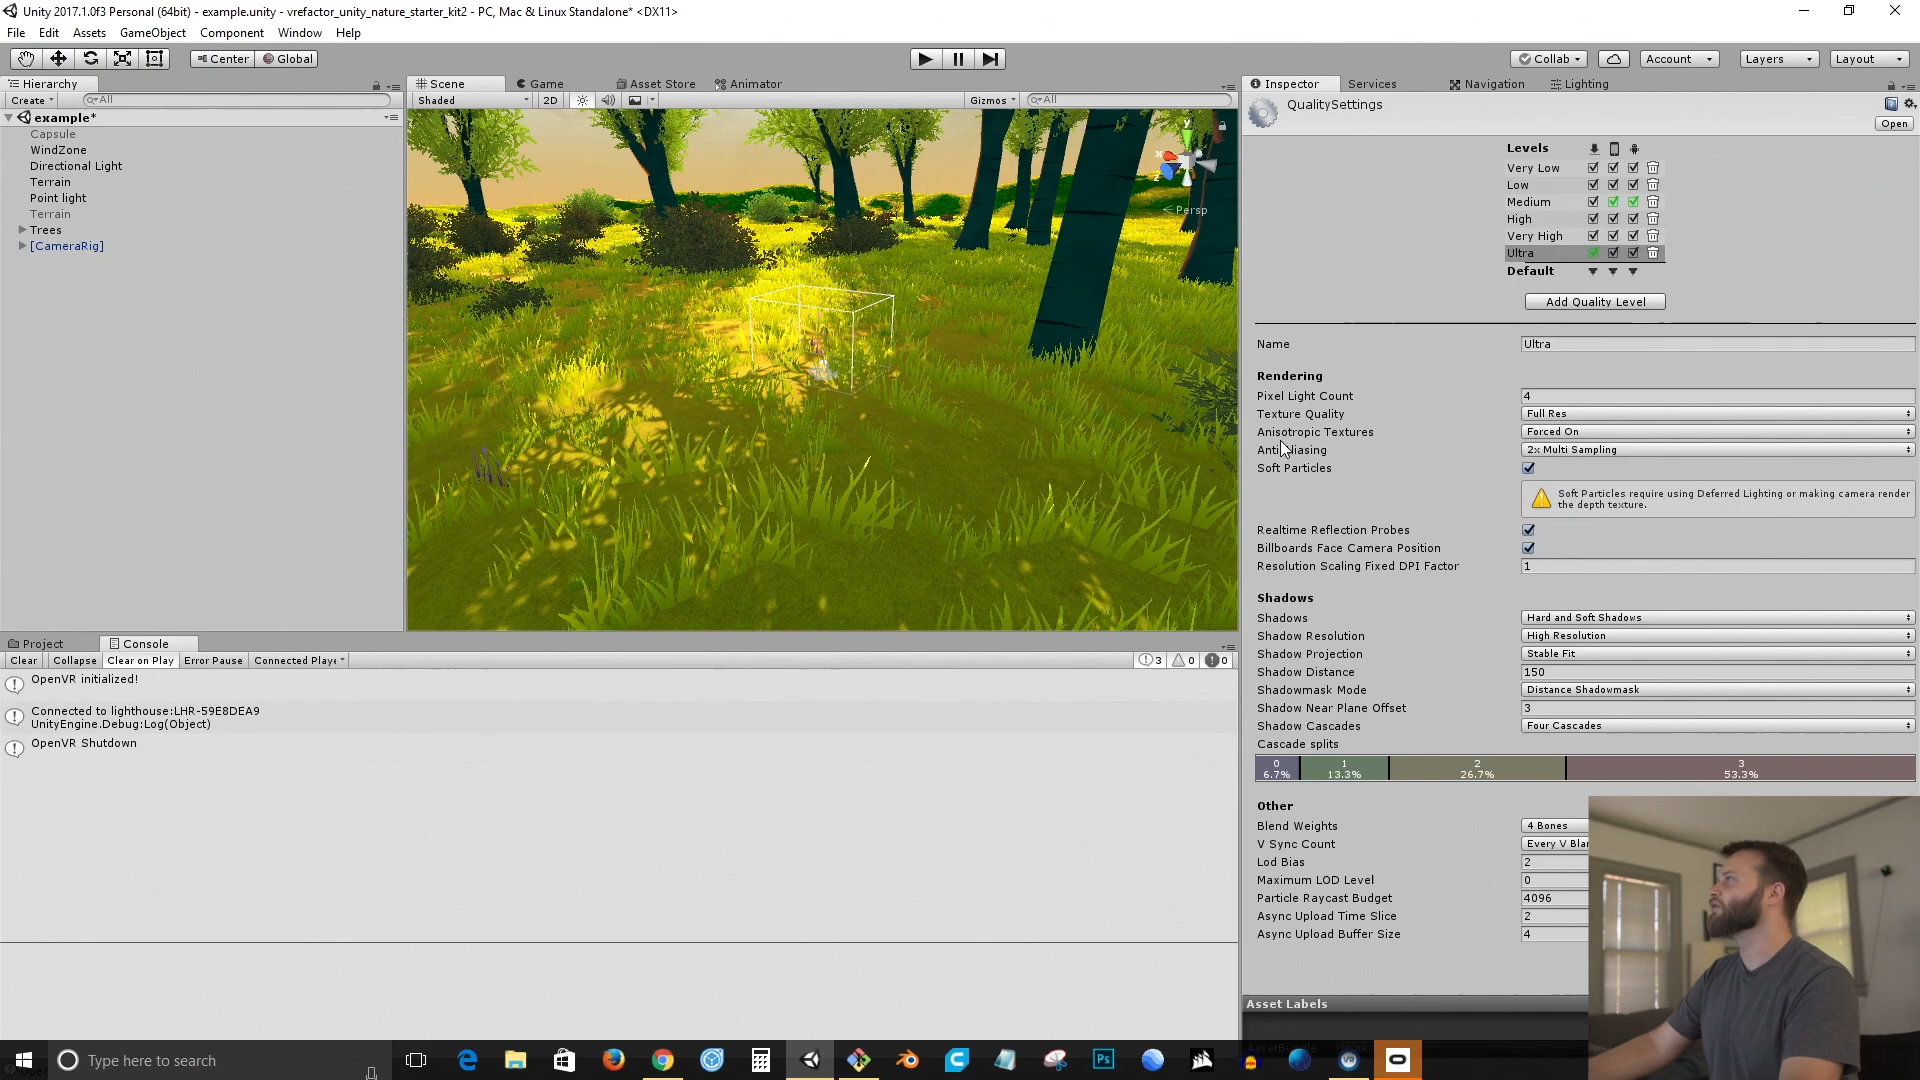 Unity 2017.1.0f3 Personal (64bit) - example.unity - vrefactor_unity_nature_starter_kit2 - PC, Mac & Linux Standalone* <DX11>
File Edit Assets GameObject Component Window Help
Center Global Collab Account Layers Layout
Hierarchy
Create All
example*
Capsule
WindZone
Directional Light
Terrain
Point light
Terrain
Trees
[CameraRig]
Scene Game Asset Store Animator
Shaded 2D Gizmos All
y
x
z
Persp
Project Console
Clear Collapse Clear on Play Error Pause Connected Playe 3 0 0
OpenVR initialized!
Connected to lighthouse:LHR-59E8DEA9
UnityEngine.Debug:Log(Object)
OpenVR Shutdown
Inspector Services Navigation Lighting
QualitySettings
Open
Levels
Very Low
Low
Medium
High
Very High
Ultra
Default
Add Quality Level
Name Ultra
Rendering
Pixel Light Count 4
Texture Quality Full Res
Anisotropic Textures Forced On
Anti Aliasing 2x Multi Sampling
Soft Particles
Soft Particles require using Deferred Lighting or making camera render
the depth texture.
Realtime Reflection Probes
Billboards Face Camera Position
Resolution Scaling Fixed DPI Factor 1
Shadows
Shadows Hard and Soft Shadows
Shadow Resolution High Resolution
Shadow Projection Stable Fit
Shadow Distance 150
Shadowmask Mode Distance Shadowmask
Shadow Near Plane Offset 3
Shadow Cascades Four Cascades
Cascade splits
0 1 2 3
6.7% 13.3% 26.7% 53.3%
Other
Blend Weights 4 Bones
V Sync Count Every V Blan
Lod Bias 2
Maximum LOD Level 0
Particle Raycast Budget 4096
Async Upload Time Slice 2
Async Upload Buffer Size 4
Asset Labels
Type here to search
Ps